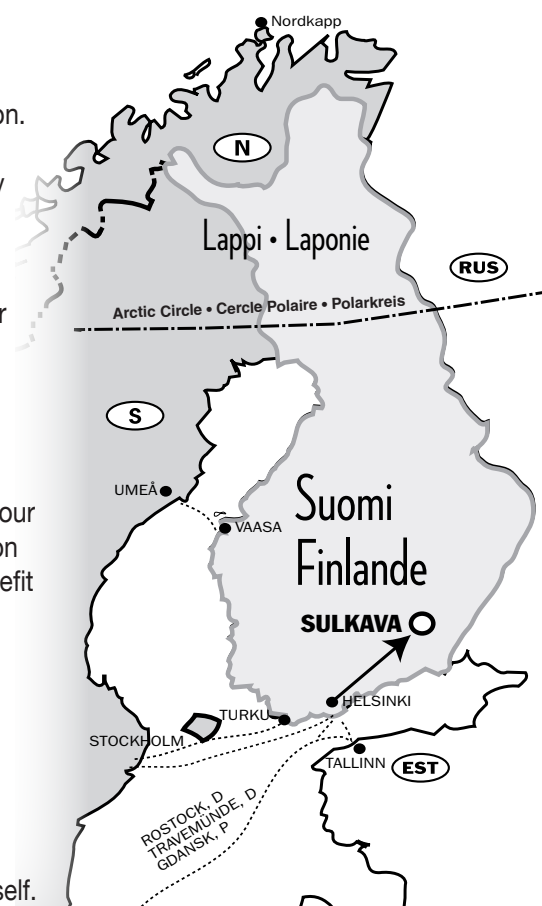 Nordkapp
on.
N
y
Lappi • Laponie
RUS
r
Arctic Circle • Cercle Polaire • Polarkreis
S
UMEÅ
our
VAASA
on
Suomi
efit
Finlande
SULKAVA
HELSINKI
TURKU
STOCKHOLM
TALLINN
EST
ROSTOCK, D
TRAVEMÜNDE, D
GDANSK, P
self.